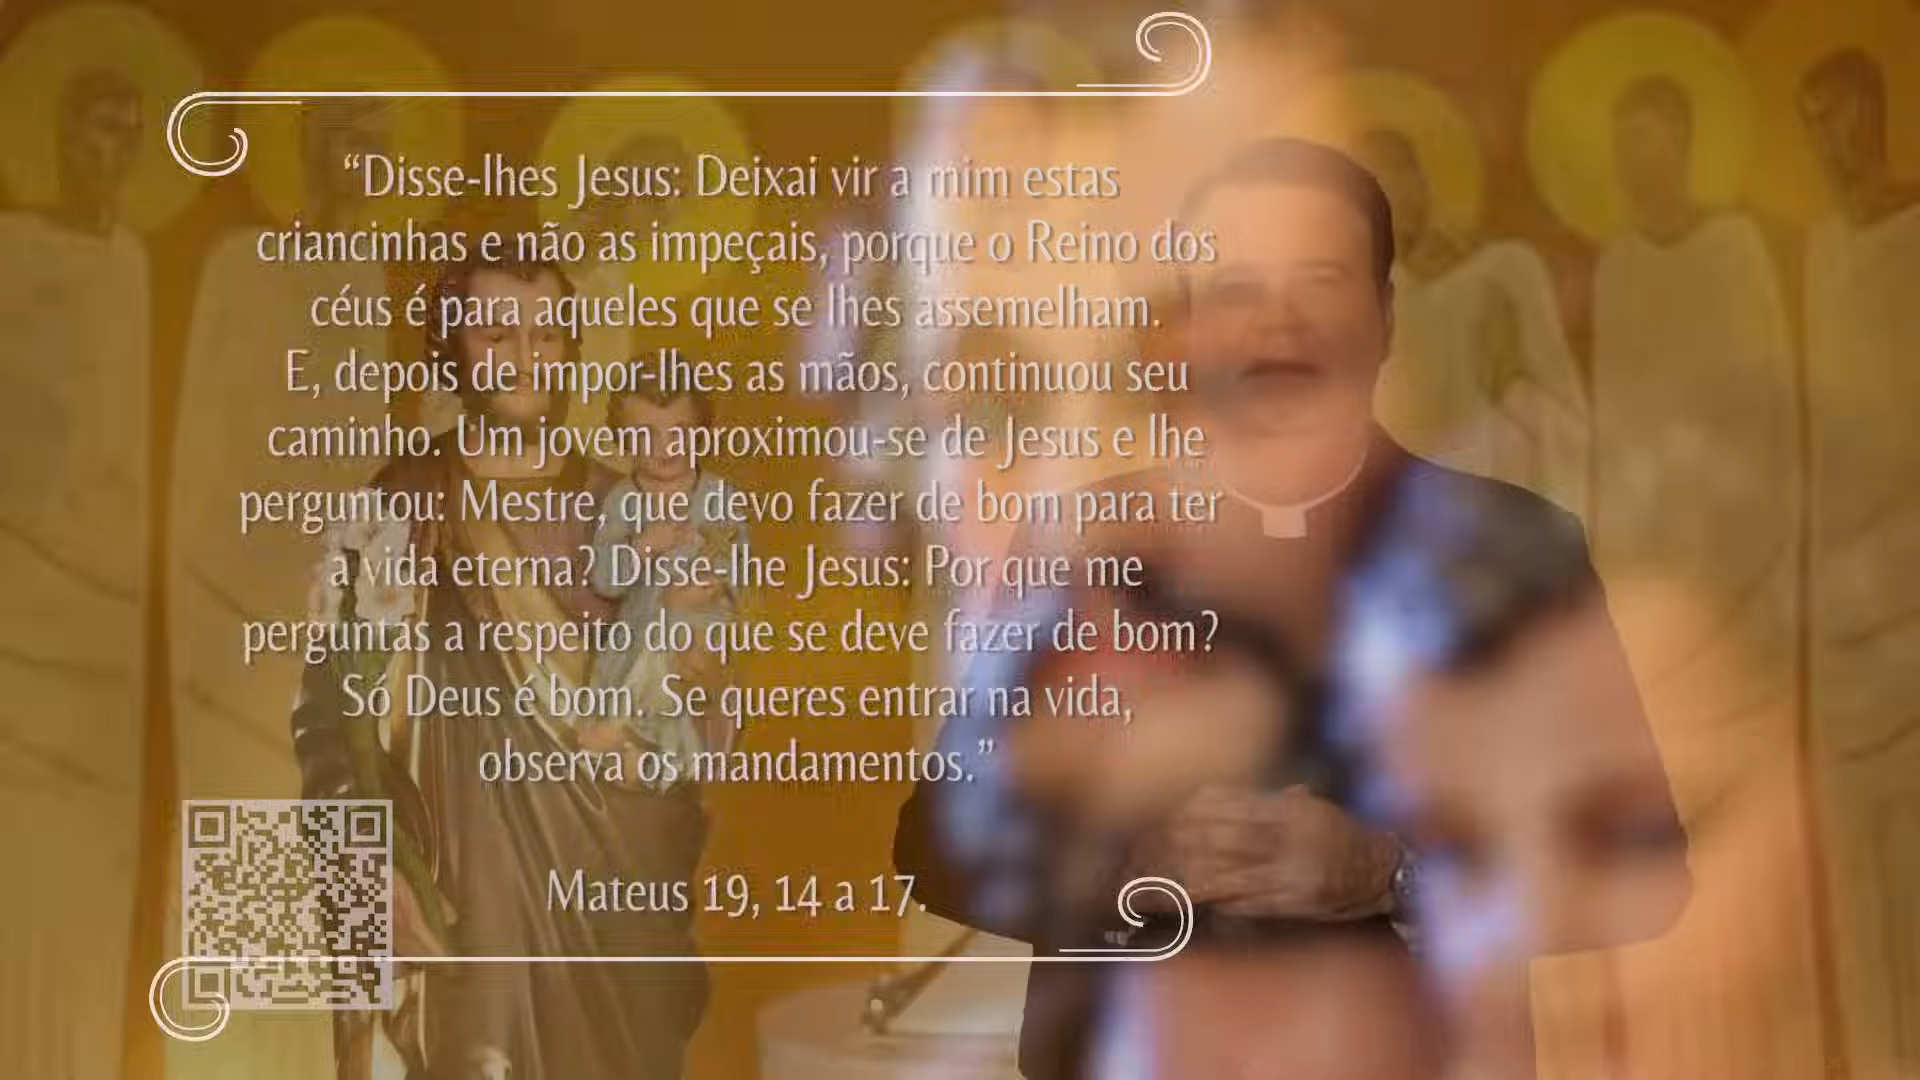 “Disse-lhes Jesus: Deixai vir a mim estas
criancinhas e não as impeçais, porque o Reino dos
céus é para aqueles que se lhes assemelham.
E, depois de impor-lhes as mãos, continuou seu
caminho. Um jovem aproximou-se de Jesus e lhe
perguntou: Mestre, que devo fazer de bom para ter
a vida eterna? Disse-lhe Jesus: Por que me
perguntas a respeito do que se deve fazer de bom?
Só Deus é bom. Se queres entrar na vida,
observa os mandamentos.”
Mateus 19, 14 a 17.